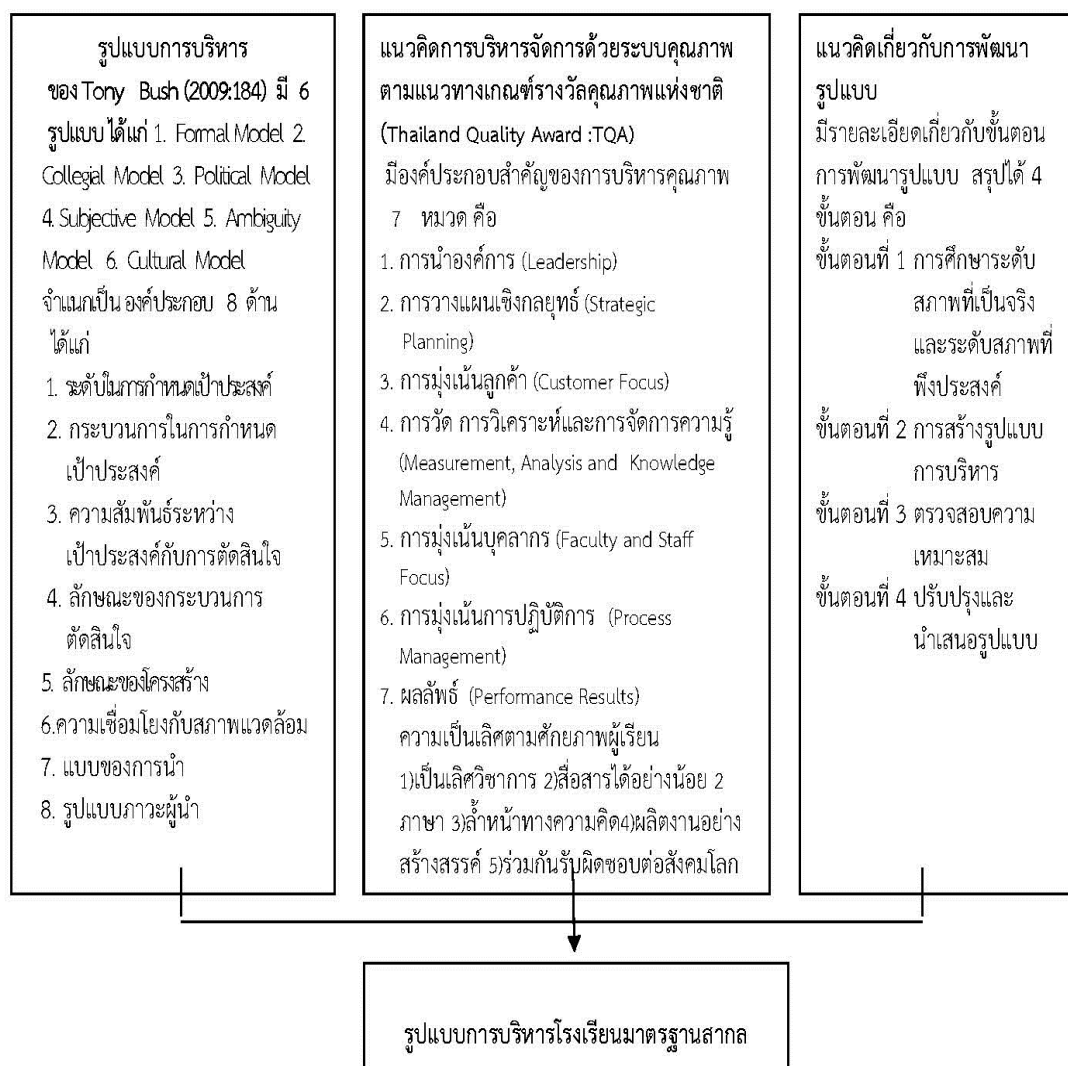 รูปแบบการบริหาร
ของ Tony Bush (2009:184) มี 6
รูปแบบ ได้แก่ 1. Formal Model 2.
Collegial Model 3. Political Model
4. Subjective Model 5. Ambiguity
Model 6. Cultural Model
จำแนกเป็น องค์ประกอบ 8 ด้าน
ได้แก่
1. ระดับในการกำหนดเป้าประสงค์
2. กระบวนการในการกำหนด
เป้าประสงค์
3. ความสัมพันธ์ระหว่าง
เป้าประสงค์กับการตัดสินใจ
4. ลักษณะของกระบวนการ
ตัดสินใจ
5. ลักษณะของโครงสร้าง
6.ความเชื่อมโยงกับสภาพแวดล้อม
7. แบบของการนำ
8. รูปแบบภาวะผู้นำ
แนวคิดการบริหารจัดการด้วยระบบคุณภาพ
ตามแนวทางเกณฑ์รางวัลคุณภาพแห่งชาติ
(Thailand Quality Award :TQA)
มีองค์ประกอบสำคัญของการบริหารคุณภาพ
7 หมวด คือ
1. การนำองค์การ (Leadership)
2. การวางแผนเชิงกลยุทธ์ (Strategic
Planning)
3. การมุ่งเน้นลูกค้า (Customer Focus)
4. การวัด การวิเคราะห์และการจัดการความรู้
(Measurement, Analysis and Knowledge
Management)
5. การมุ่งเน้นบุคลากร (Faculty and Staff
Focus)
6. การมุ่งเน้นการปฏิบัติการ (Process
Management)
7. ผลลัพธ์ (Performance Results)
ความเป็นเลิศตามศักยภาพผู้เรียน
1)เป็นเลิศวิชาการ 2)สื่อสารได้อย่างน้อย 2
ภาษา 3)ล้ำหน้าทางความคิด4)ผลิตงานอย่าง
สร้างสรรค์ 5)ร่วมกันรับผิดชอบต่อสังคมโลก
แนวคิดเกี่ยวกับการพัฒนา
รูปแบบ
มีรายละเอียดเกี่ยวกับขั้นตอน
การพัฒนารูปแบบ สรุปได้ 4
ขั้นตอน คือ
ขั้นตอนที่ 1 การศึกษาระดับ
สภาพที่เป็นจริง
และระดับสภาพที่
พึงประสงค์
ขั้นตอนที่ 2 การสร้างรูปแบบ
การบริหาร
ขั้นตอนที่ 3 ตรวจสอบความ
เหมาะสม
ขั้นตอนที่ 4 ปรับปรุงและ
นำเสนอรูปแบบ
รูปแบบการบริหารโรงเรียนมาตรฐานสากล